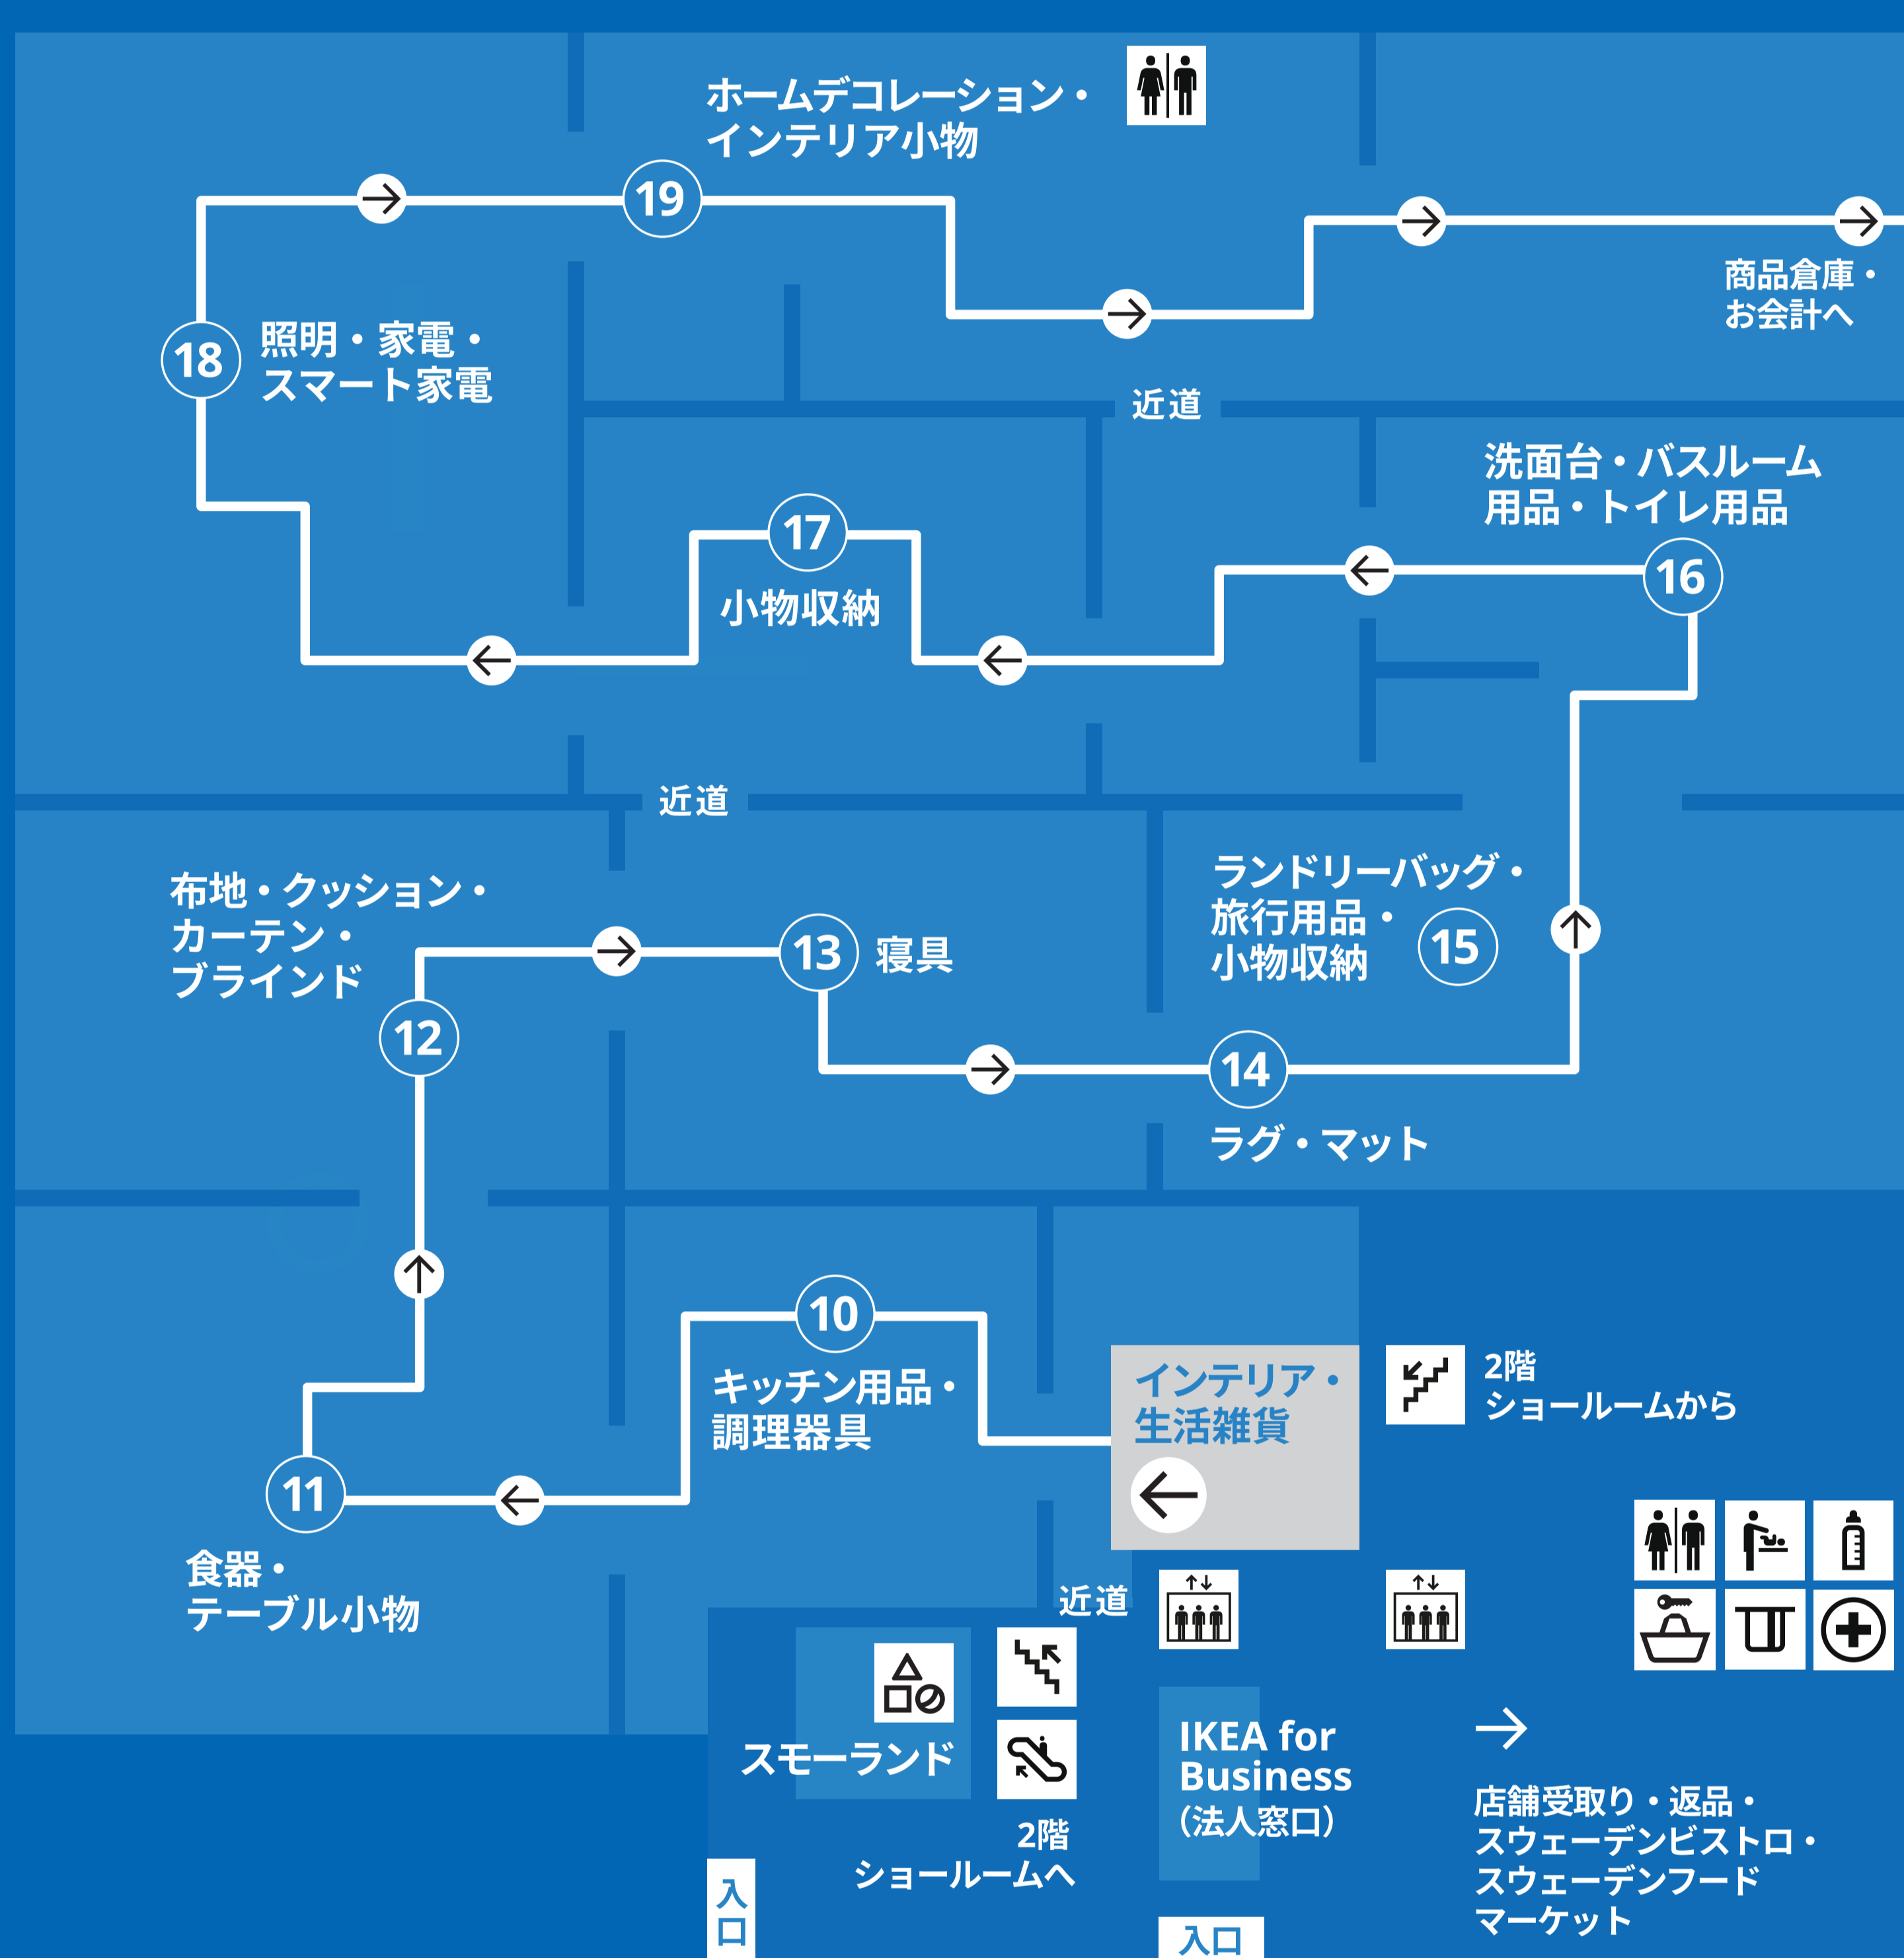 ホームデコレーション・
インテリア小物
19
商品倉庫・
お会計へ
18
照明・家電・
スマート家電
近道
洗面台・バスルーム
用品・トイレ用品
16
17
小物収納
近道
布地・クッション・
カーテン・
ブラインド
12
13
寝具
ランドリーバッグ・
旅行用品・
小物収納
15
14
ラグ・マット
10
キッチン用品・
調理器具
インテリア・
生活雑貨
2階
ショールームから
11
食器・
テーブル小物
近道
スモーランド
2階
ショールームへ
IKEA for
Business
（法人窓口）
店舗受取り・返品・
スウェーデンビストロ・
スウェーデンフード
マーケット
入口
入口